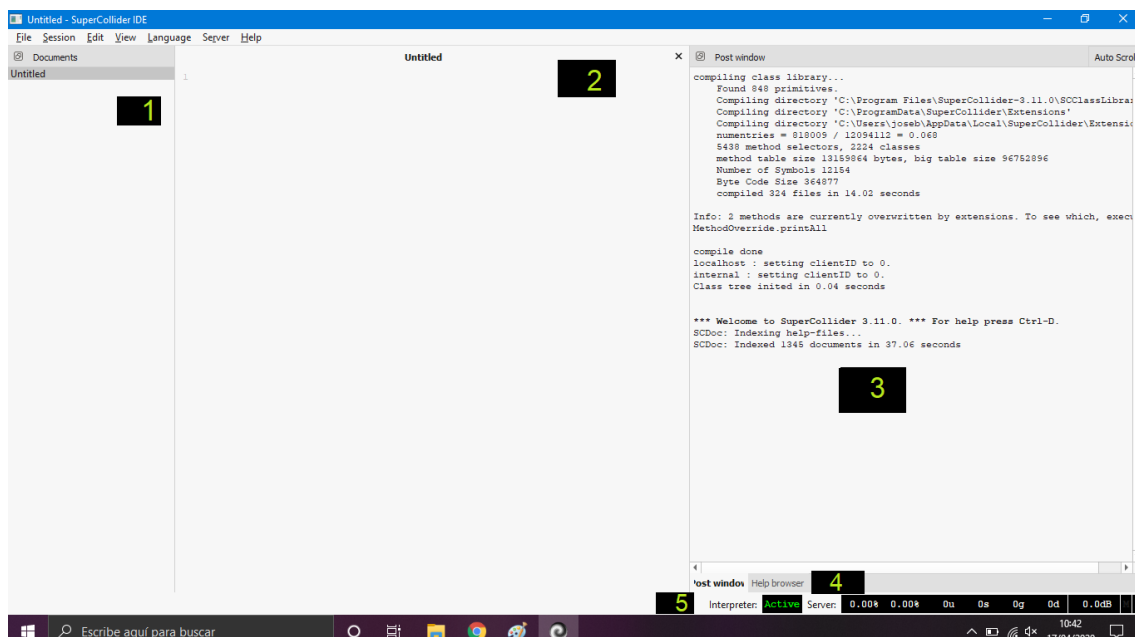 Untitled - SuperCollider IDE
File Session Edit View Language Server Help
Documents
Untitled
1
Untitled
1
2
Post window
Auto Scrol
compiling class library...
Found 848 primitives.
Compiling directory 'C:\Program Files\SuperCollider-3.11.0\SCClassLibrar
Compiling directory 'C:\ProgramData\SuperCollider\Extensions'
Compiling directory 'C:\Users\joseb\AppData\Local\SuperCollider\Extensio
numentries = 818009 / 12094112 = 0.068
5438 method selectors, 2224 classes
method table size 13159864 bytes, big table size 96752896
Number of Symbols 12154
Byte Code Size 364877
compiled 324 files in 14.02 seconds
Info: 2 methods are currently overwritten by extensions. To see which, execu
MethodOverride.printAll
compile done
localhost : setting clientID to 0.
internal : setting clientID to 0.
Class tree inited in 0.04 seconds
*** Welcome to SuperCollider 3.11.0. *** For help press Ctrl-D.
SCDoc: Indexing help-files...
SCDoc: Indexed 1345 documents in 37.06 seconds
3
Post window Help browser 4
5 Interpreter: Active Server: 0.00% 0.00% 0u 0s 0g 0d 0.0dB
Escribe aquí para buscar
10:42